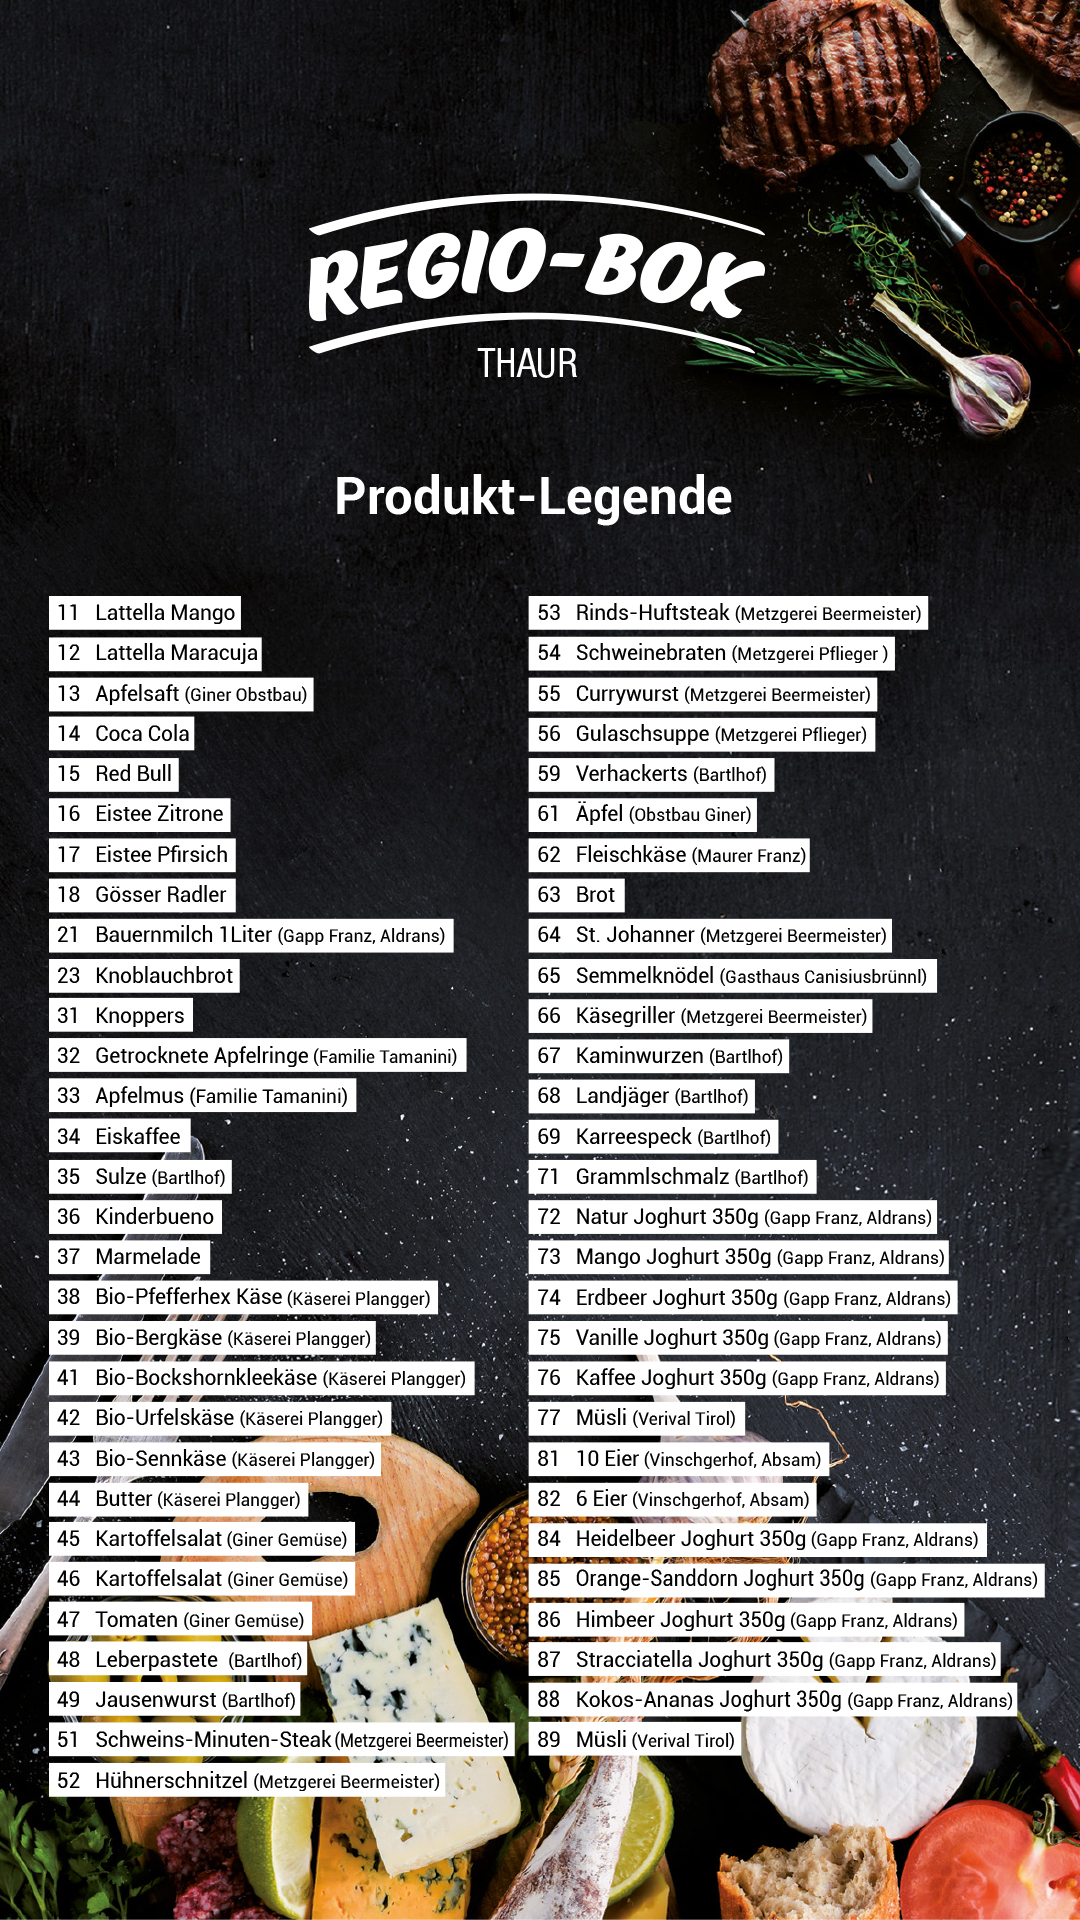 REGIO-BOX
THAUR
Produkt-Legende
11 Lattella Mango
12 Lattella Maracuja
13 Apfelsaft (Giner Obstbau)
14 Coca Cola
15 Red Bull
16 Eistee Zitrone
17 Eistee Pfirsich
18 Gösser Radler
21 Bauernmilch 1Liter (Gapp Franz, Aldrans)
23 Knoblauchbrot
31 Knoppers
32 Getrocknete Apfelringe (Familie Tamanini)
33 Apfelmus (Familie Tamanini)
34 Eiskaffee
35 Sulze (Bartlhof)
36 Kinderbueno
37 Marmelade
38 Bio-Pfefferhex Käse (Käserei Plangger)
39 Bio-Bergkäse (Käserei Plangger)
41 Bio-Bockshornkleekäse (Käserei Plangger)
42 Bio-Urfelskäse (Käserei Plangger)
43 Bio-Sennkäse (Käserei Plangger)
44 Butter (Käserei Plangger)
45 Kartoffelsalat (Giner Gemüse)
46 Kartoffelsalat (Giner Gemüse)
47 Tomaten (Giner Gemüse)
48 Leberpastete (Bartlhof)
49 Jausenwurst (Bartlhof)
51 Schweins-Minuten-Steak (Metzgerei Beermeister)
52 Hühnerschnitzel (Metzgerei Beermeister)
53 Rinds-Huftsteak (Metzgerei Beermeister)
54 Schweinebraten (Metzgerei Pflieger )
55 Currywurst (Metzgerei Beermeister)
56 Gulaschsuppe (Metzgerei Pflieger)
59 Verhackerts (Bartlhof)
61 Äpfel (Obstbau Giner)
62 Fleischkäse (Maurer Franz)
63 Brot
64 St. Johanner (Metzgerei Beermeister)
65 Semmelknödel (Gasthaus Canisiusbrünnl)
66 Käsegriller (Metzgerei Beermeister)
67 Kaminwurzen (Bartlhof)
68 Landjäger (Bartlhof)
69 Karreespeck (Bartlhof)
71 Grammlschmalz (Bartlhof)
72 Natur Joghurt 350g (Gapp Franz, Aldrans)
73 Mango Joghurt 350g (Gapp Franz, Aldrans)
74 Erdbeer Joghurt 350g (Gapp Franz, Aldrans)
75 Vanille Joghurt 350g (Gapp Franz, Aldrans)
76 Kaffee Joghurt 350g (Gapp Franz, Aldrans)
77 Müsli (Verival Tirol)
81 10 Eier (Vinschgerhof, Absam)
82 6 Eier (Vinschgerhof, Absam)
84 Heidelbeer Joghurt 350g (Gapp Franz, Aldrans)
85 Orange-Sanddorn Joghurt 350g (Gapp Franz, Aldrans)
86 Himbeer Joghurt 350g (Gapp Franz, Aldrans)
87 Stracciatella Joghurt 350g (Gapp Franz, Aldrans)
88 Kokos-Ananas Joghurt 350g (Gapp Franz, Aldrans)
89 Müsli (Verival Tirol)